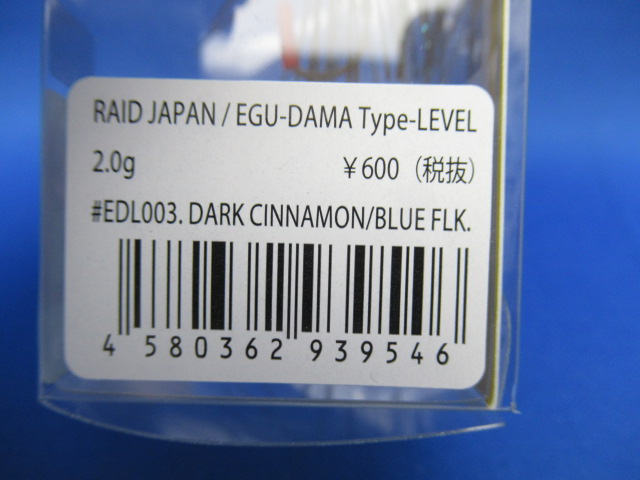 RAID JAPAN / EGU-DAMA Type-LEVEL
2.0g ￥600（税抜）
#EDL003. DARK CINNAMON/BLUE FLK.
4 580362 939546